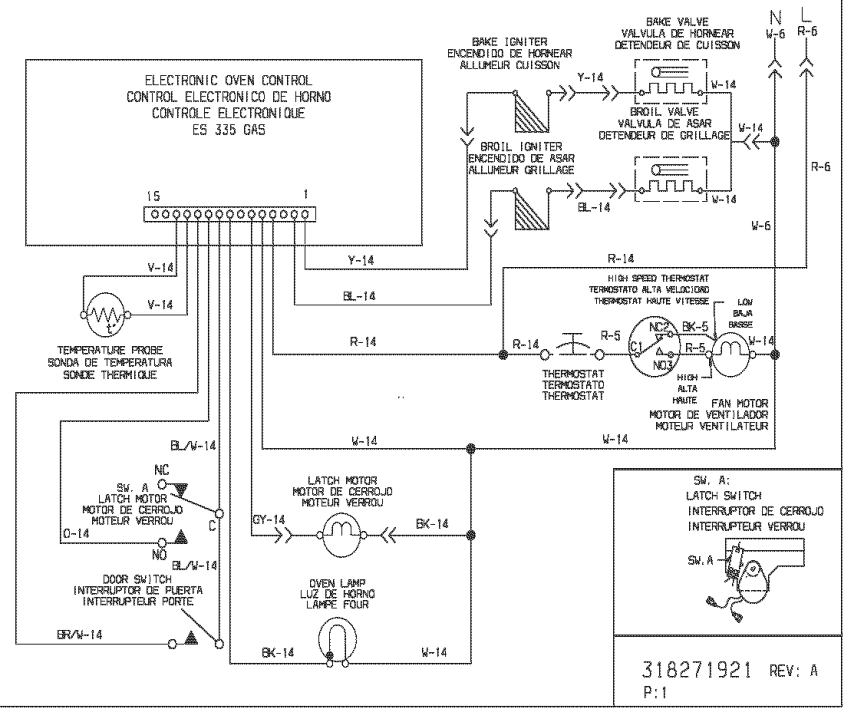 ELECTRONIC OVEN CONTROL
CONTROL ELECTRONICO DE HORNO
CONTROLE ELECTRONIQUE
ES 335 GAS
15
1
BAKE IGNITER
ENCENDIDO DE HORNEAR
ALLUMEUR CUISSON
Y-14
BAKE VALVE
VALVULA DE HORNEAR
DETENDEUR DE CUISSON
W-14
N
W-6
L
R-6
BROIL IGNITER
ENCENDIDO DE ASAR
ALLUMEUR GRILLAGE
BL-14
BROIL VALVE
VALVULA DE ASAR
DETENDEUR DE GRILLAGE
W-14
W-14
R-6
W-6
V-14
V-14
t°
TEMPERATURE PROBE
SONDA DE TEMPERATURA
SONDE THERMIQUE
Y-14
BL-14
R-14
R-14
HIGH SPEED THERMOSTAT
TERMOSTATO ALTA VELOCIDAD
THERMOSTAT HAUTE VITESSE
LOW
BAJA
BASSE
R-14
R-5
C1
NC2
NO3
BK-5
R-5
W-14
THERMOSTAT
TERMOSTATO
THERMOSTAT
HIGH
ALTA
HAUTE
FAN MOTOR
MOTOR DE VENTILADOR
MOTEUR VENTILATEUR
W-14
W-14
BL/W-14
NC
SW. A
LATCH MOTOR
MOTOR DE CERROJO
MOTEUR VERROU
C
O-14
NO
BL/W-14
DOOR SWITCH
INTERRUPTOR DE PUERTA
INTERRUPTEUR PORTE
BR/W-14
LATCH MOTOR
MOTOR DE CERROJO
MOTEUR VERROU
GY-14
BK-14
OVEN LAMP
LUZ DE HORNO
LAMPE FOUR
BK-14
W-14
SW. A:
LATCH SWITCH
INTERRUPTOR DE CERROJO
INTERRUPTEUR VERROU
SW.A
318271921 REV: A
P:1